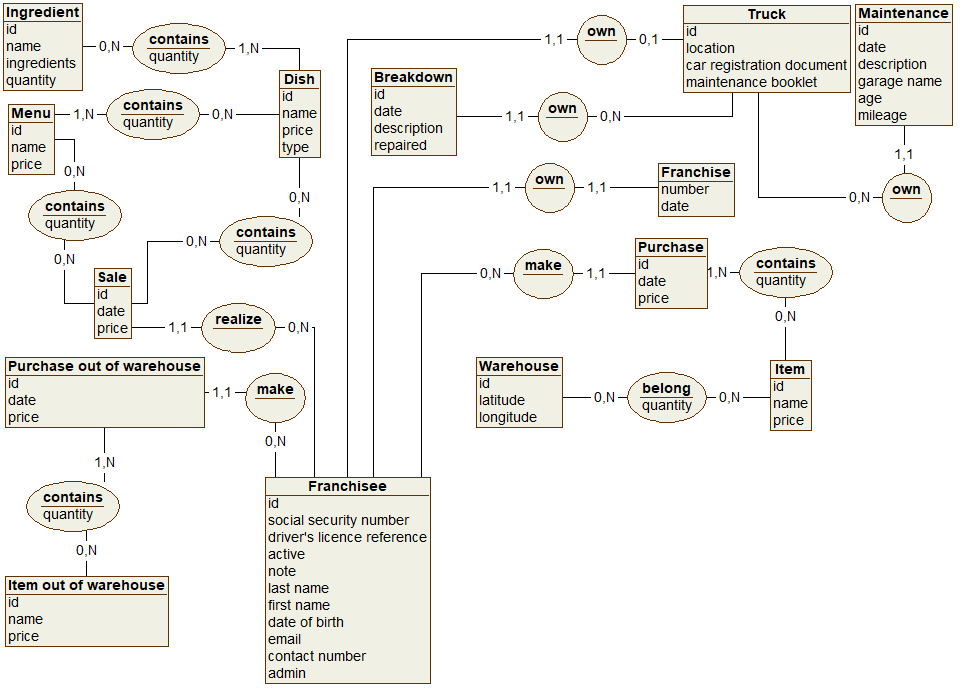 Ingredient
id
name
ingredients
quantity
0,N
contains
quantity
1,N
Dish
id
name
price
type
Menu
id
name
price
1,N
contains
quantity
0,N
0,N
contains
quantity
0,N
0,N
contains
quantity
0,N
Sale
id
date
price
1,1
realize
0,N
Purchase out of warehouse
id
date
price
1,1
make
0,N
1,N
contains
quantity
0,N
Item out of warehouse
id
name
price
Franchisee
id
social security number
driver's licence reference
active
note
last name
first name
date of birth
email
contact number
admin
1,1
own
0,1
Truck
id
location
car registration document
maintenance booklet
Maintenance
id
date
description
garage name
age
mileage
1,1
own
0,N
Breakdown
id
date
description
repaired
1,1
own
0,N
1,1
own
1,1
Franchise
number
date
0,N
make
1,1
Purchase
id
date
price
1,N
contains
quantity
0,N
Item
id
name
price
Warehouse
id
latitude
longitude
0,N
belong
quantity
0,N